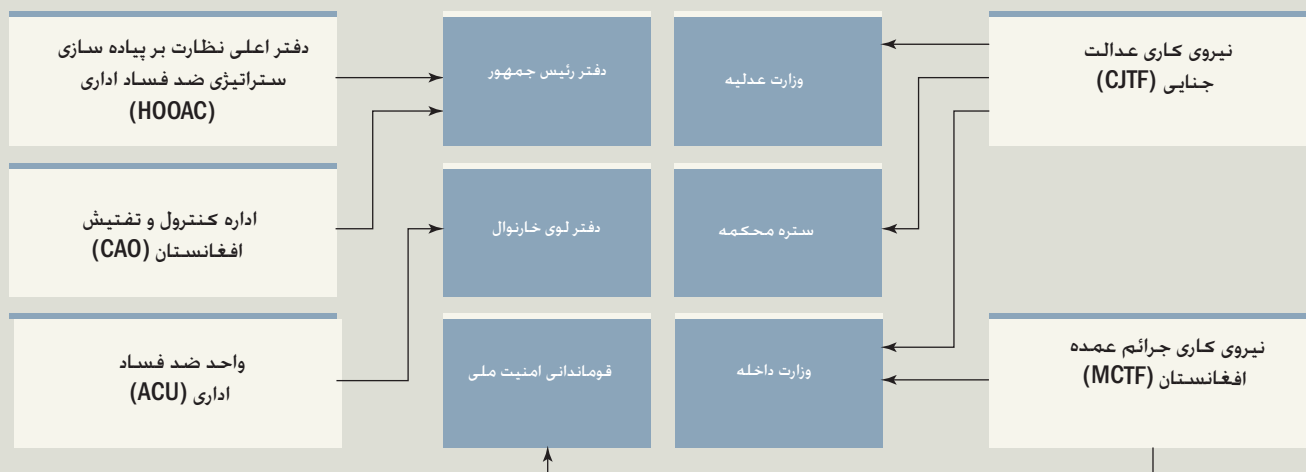 نیروی کاری عدالت
جنایی (CJTF)
وزارت عدلیه
دفتر رئیس جمهور
دفتر اعلی نظارت بر پیاده سازی
ستراتیژی ضد فساد اداری
(HOOAC)
ستره محکمه
دفتر لوی خارنوال
اداره کنترول و تفتیش
افغانستان (CAO)
نیروی کاری جرائم عمده
افغانستان (MCTF)
وزارت داخله
قوماندانی امنیت ملی
واحد ضد فساد
اداری (ACU)